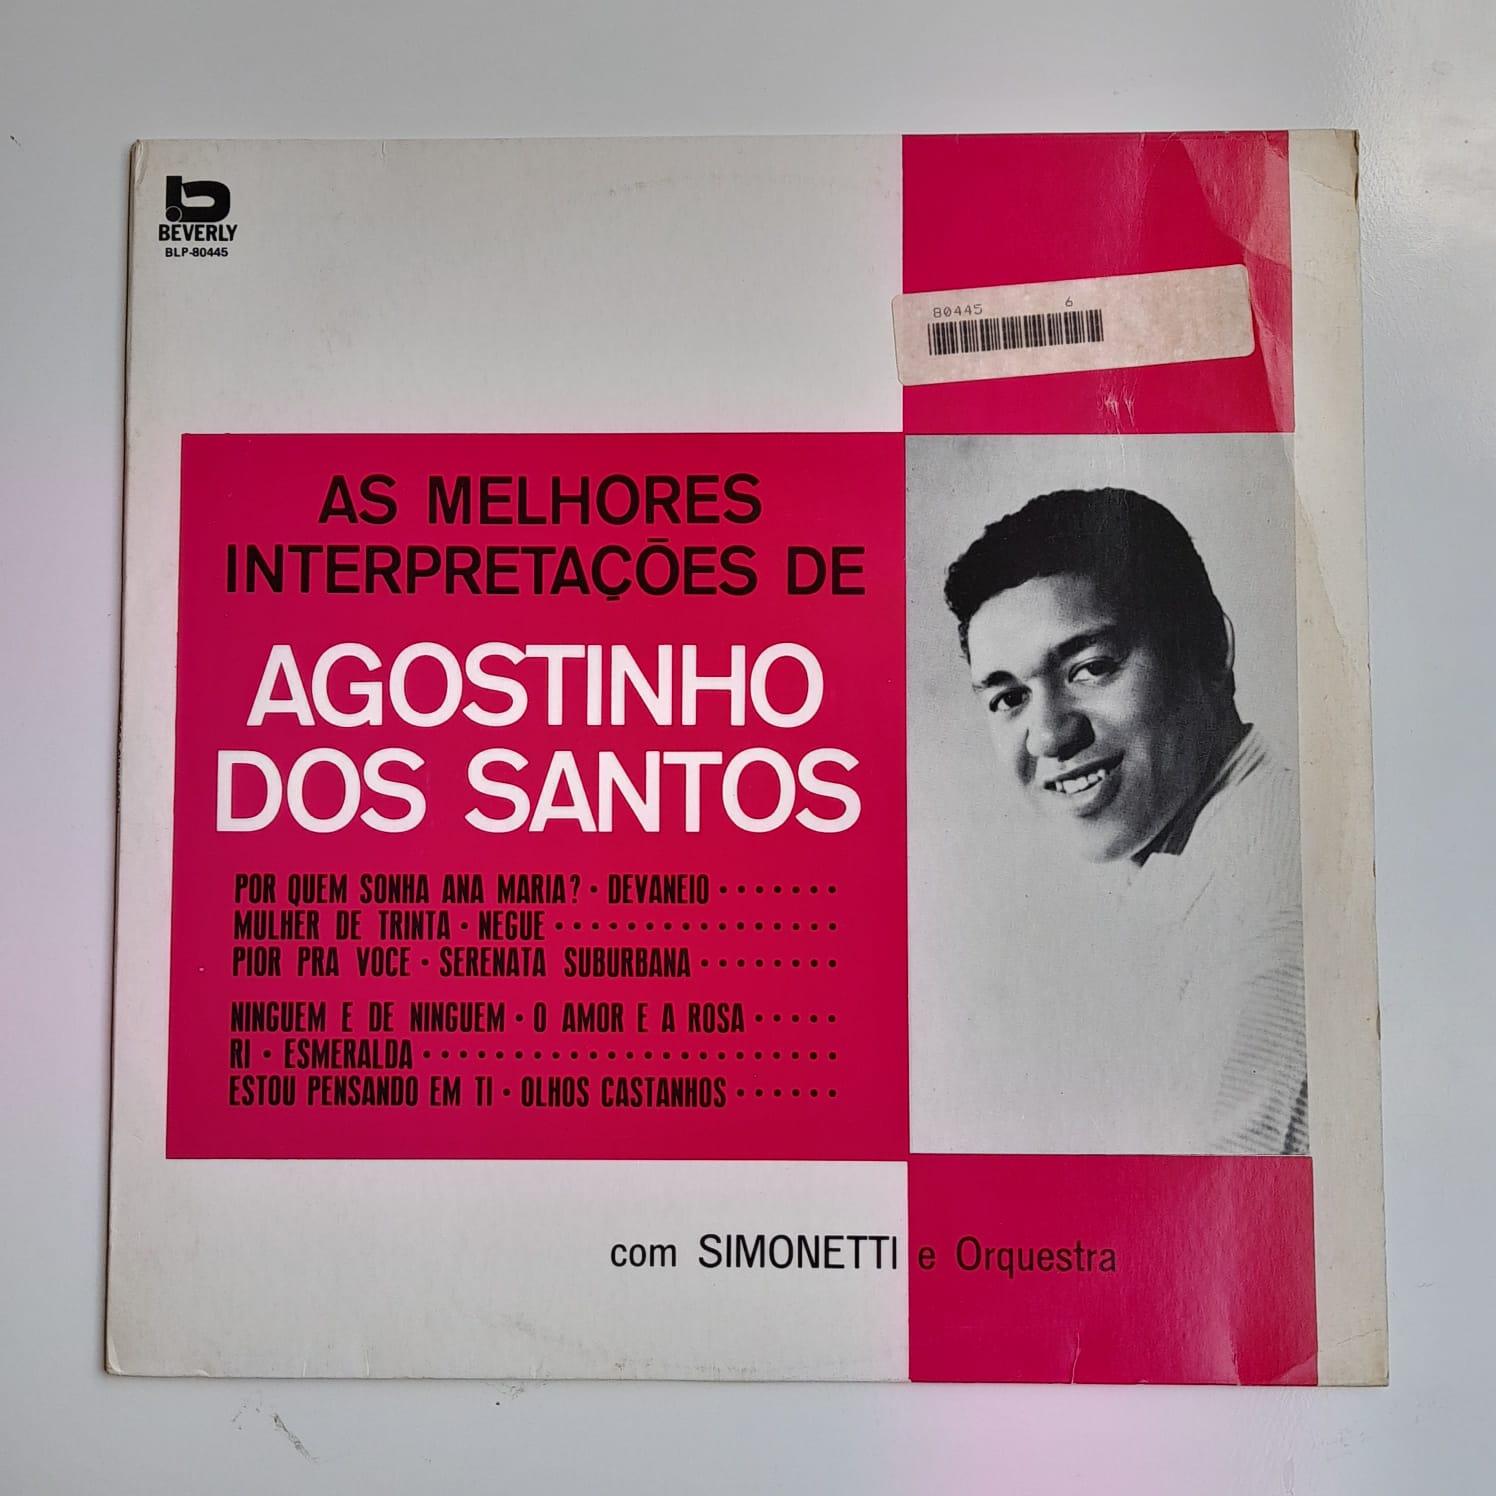 BEVERLY
BLP-80445
80445 6
AS MELHORES
INTERPRETAÇÕES DE
AGOSTINHO
DOS SANTOS
POR QUEM SONHA ANA MARIA? • DEVANEIO
MULHER DE TRINTA • NEGUE
PIOR PRA VOCE • SERENATA SUBURBANA
NINGUEM E DE NINGUEM • O AMOR E A ROSA
RI • ESMERALDA
ESTOU PENSANDO EM TI • OLHOS CASTANHOS
com SIMONETTI e Orquestra